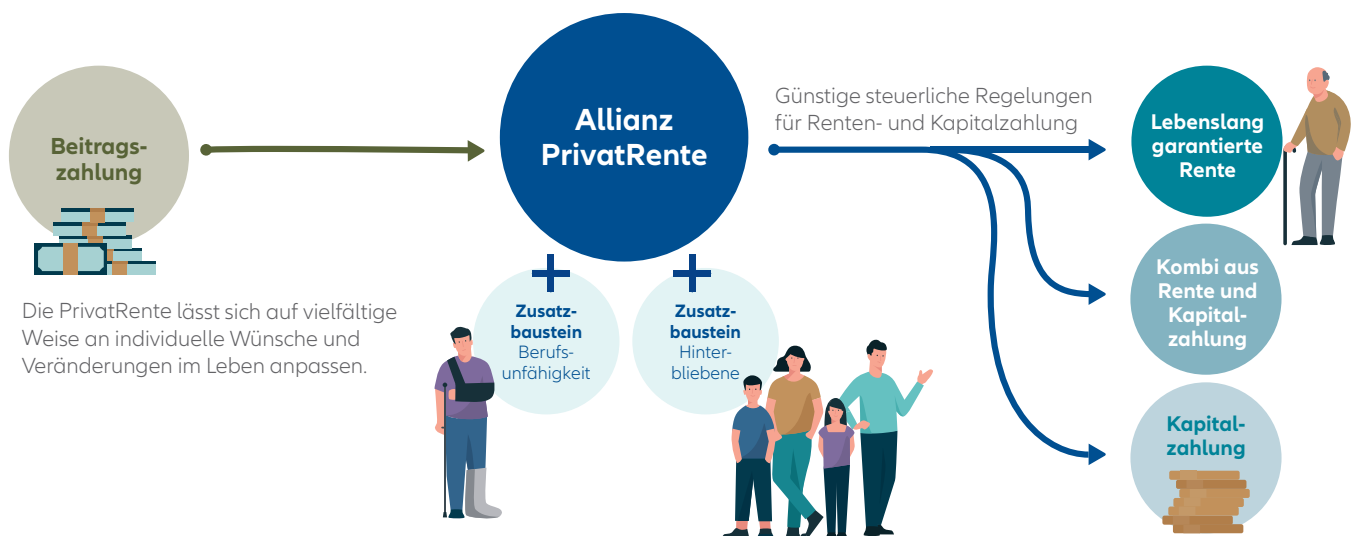 Beitrags-
zahlung
Die PrivatRente lässt sich auf vielfältige
Weise an individuelle Wünsche und
Veränderungen im Leben anpassen.
Allianz
PrivatRente
Zusatz-
baustein
Berufs-
unfähigkeit
Zusatz-
baustein
Hinter-
bliebene
Günstige steuerliche Regelungen
für Renten- und Kapitalzahlung
Lebenslang
garantierte
Rente
Kombi aus
Rente und
Kapital-
zahlung
Kapital-
zahlung